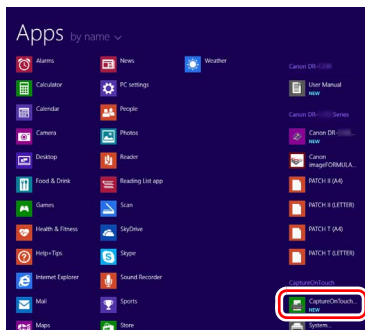 Apps by name
Alarms
Calculator
Calendar
Camera
Desktop
Food & Drink
Games
Health & Fitness
Help+Tips
Internet Explorer
Mail
Maps
News
PC settings
People
Photos
Reader
Reading List app
Scan
SkyDrive
Skype
Sound Recorder
Sports
Store
Weather
Canon DR-
User Manual
NEW
Canon DR- Series
Canon DR-
NEW
Canon
imageFORMULA...
PATCH II (A4)
PATCH II (LETTER)
PATCH T (A4)
PATCH T (LETTER)
CaptureOnTouch
CaptureOnTouch...
NEW
System...